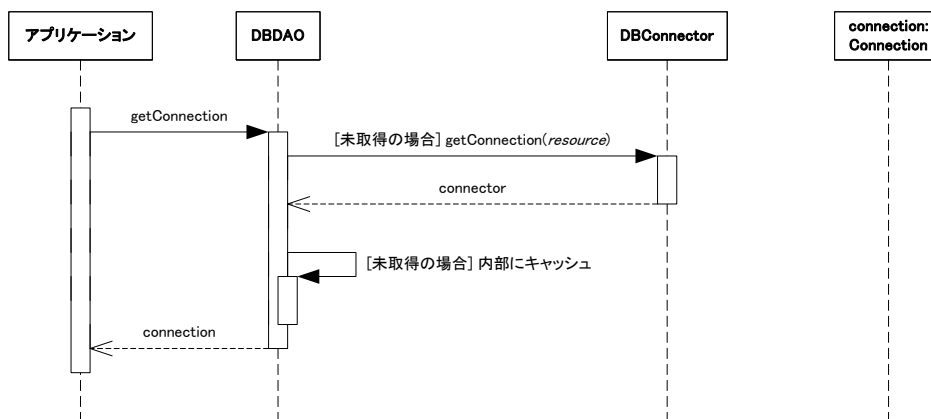 アプリケーション
DBDAO
DBConnector
connection:
Connection
getConnection
[未取得の場合] getConnection(resource)
connector
[未取得の場合] 内部にキャッシュ
connection